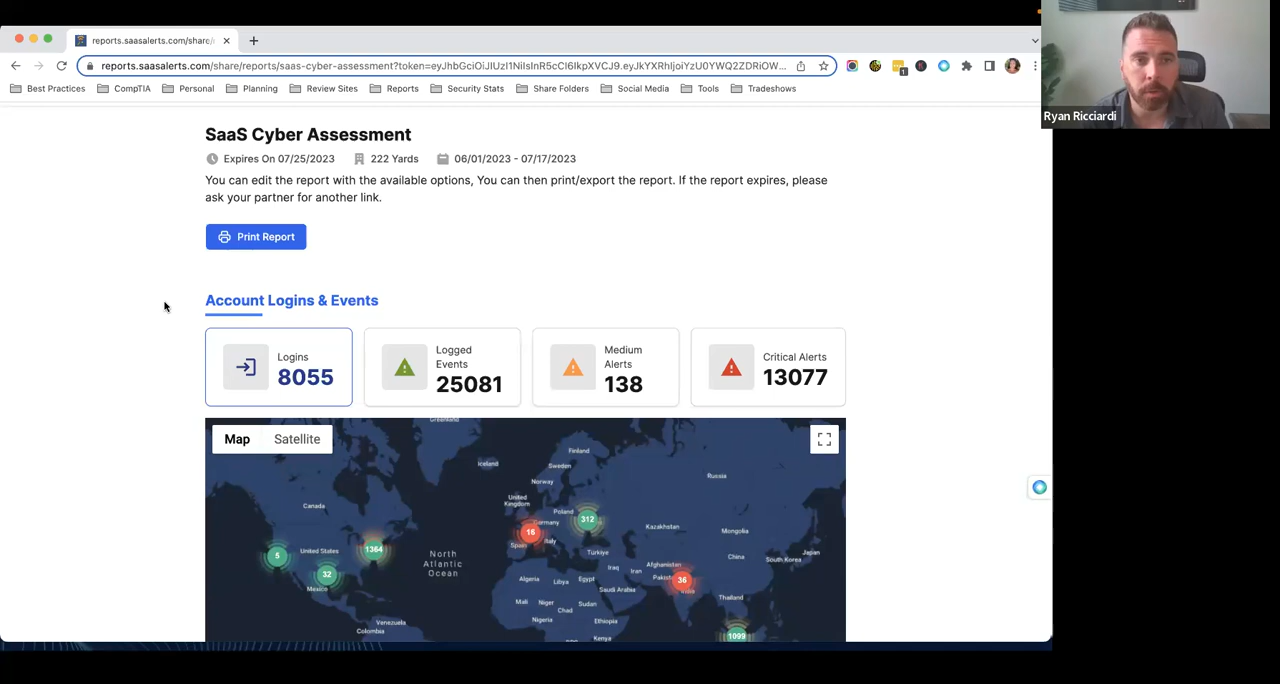 reports.saasalerts.com/share/r
reports.saasalerts.com/share/reports/saas-cyber-assessment?token=eyJhbGciOiJIUzI1NiIsInR5cCI6IkpXVCJ9.eyJkYXRhIjoiYzU0YWQ2ZDRiOW...
Best Practices CompTIA Personal Planning Review Sites Reports Security Stats Share Folders Social Media Tools Tradeshows
Ryan Ricciardi
SaaS Cyber Assessment
Expires On 07/25/2023 222 Yards 06/01/2023 - 07/17/2023
You can edit the report with the available options, You can then print/export the report. If the report expires, please
ask your partner for another link.
Print Report
Account Logins & Events
Logins
8055
Logged
Events
25081
Medium
Alerts
138
Critical Alerts
13077
Map Satellite
Greenland
Iceland
Finland
Sweden
Norway
Russia
Canada
United
Kingdom
Poland
Germany
312
16
Spain
Italy
Kazakhstan
Mongolia
5
United States
1364
North
Atlantic
Ocean
Türkiye
China
South Korea
Japan
32
Mexico
Iraq
Iran
Afghanistan
Pakistan
36
India
Algeria
Libya
Egypt
Saudi Arabia
Mali
Niger
Chad
Sudan
Thailand
Nigeria
Ethiopia
Venezuela
Colombia
Kenya
1099